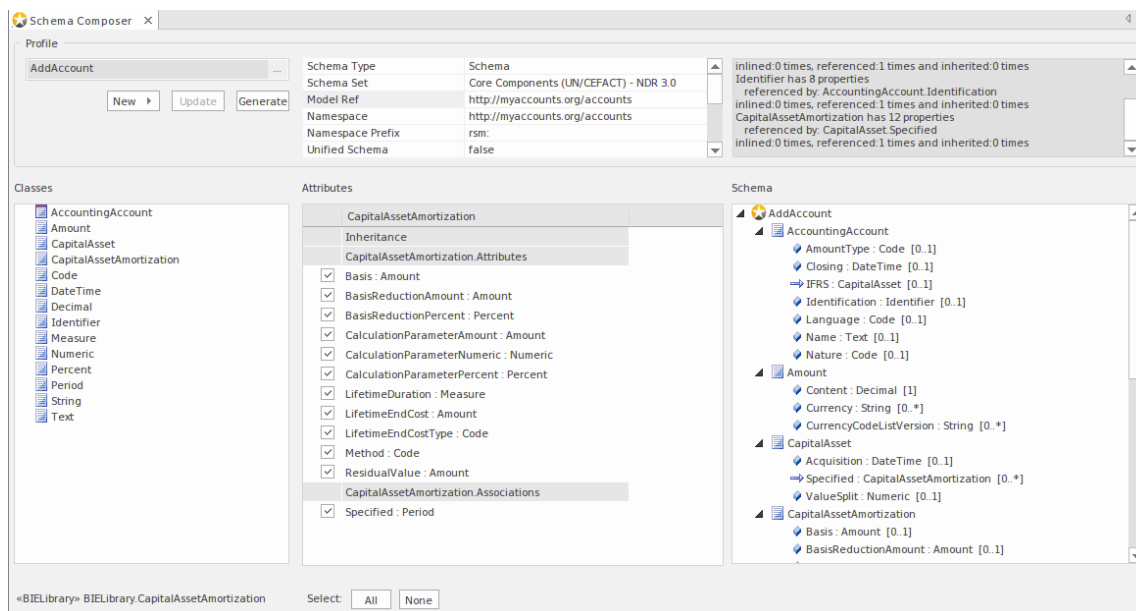 Schema Composer
Profile
AddAccount ...
New Update Generate
Schema Type Schema
Schema Set Core Components (UN/CEFACT) - NDR 3.0
Model Ref http://myaccounts.org/accounts
Namespace http://myaccounts.org/accounts
Namespace Prefix rsm:
Unified Schema false
inlined:0 times, referenced:1 times and inherited:0 times
Identifier has 8 properties
referenced by: AccountingAccount.Identification
inlined:0 times, referenced:1 times and inherited:0 times
CapitalAssetAmortization has 12 properties
referenced by: CapitalAsset.Specified
inlined:0 times, referenced:1 times and inherited:0 times
Classes
AccountingAccount
Amount
CapitalAsset
CapitalAssetAmortization
Code
DateTime
Decimal
Identifier
Measure
Numeric
Percent
Period
String
Text
Attributes
CapitalAssetAmortization
Inheritance
CapitalAssetAmortization.Attributes
Basis : Amount
BasisReductionAmount : Amount
BasisReductionPercent : Percent
CalculationParameterAmount : Amount
CalculationParameterNumeric : Numeric
CalculationParameterPercent : Percent
LifetimeDuration : Measure
LifetimeEndCost : Amount
LifetimeEndCostType : Code
Method : Code
ResidualValue : Amount
CapitalAssetAmortization.Associations
Specified : Period
Schema
AddAccount
AccountingAccount
AmountType : Code [0..1]
Closing : DateTime [0..1]
IFRS : CapitalAsset [0..1]
Identification : Identifier [0..1]
Language : Code [0..1]
Name : Text [0..1]
Nature : Code [0..1]
Amount
Content : Decimal [1]
Currency : String [0..*]
CurrencyCodeListVersion : String [0..*]
CapitalAsset
Acquisition : DateTime [0..1]
Specified : CapitalAssetAmortization [0..*]
ValueSplit : Numeric [0..1]
CapitalAssetAmortization
Basis : Amount [0..1]
BasisReductionAmount : Amount [0..1]
«BIELibrary» BIELibrary.CapitalAssetAmortization
Select: All None